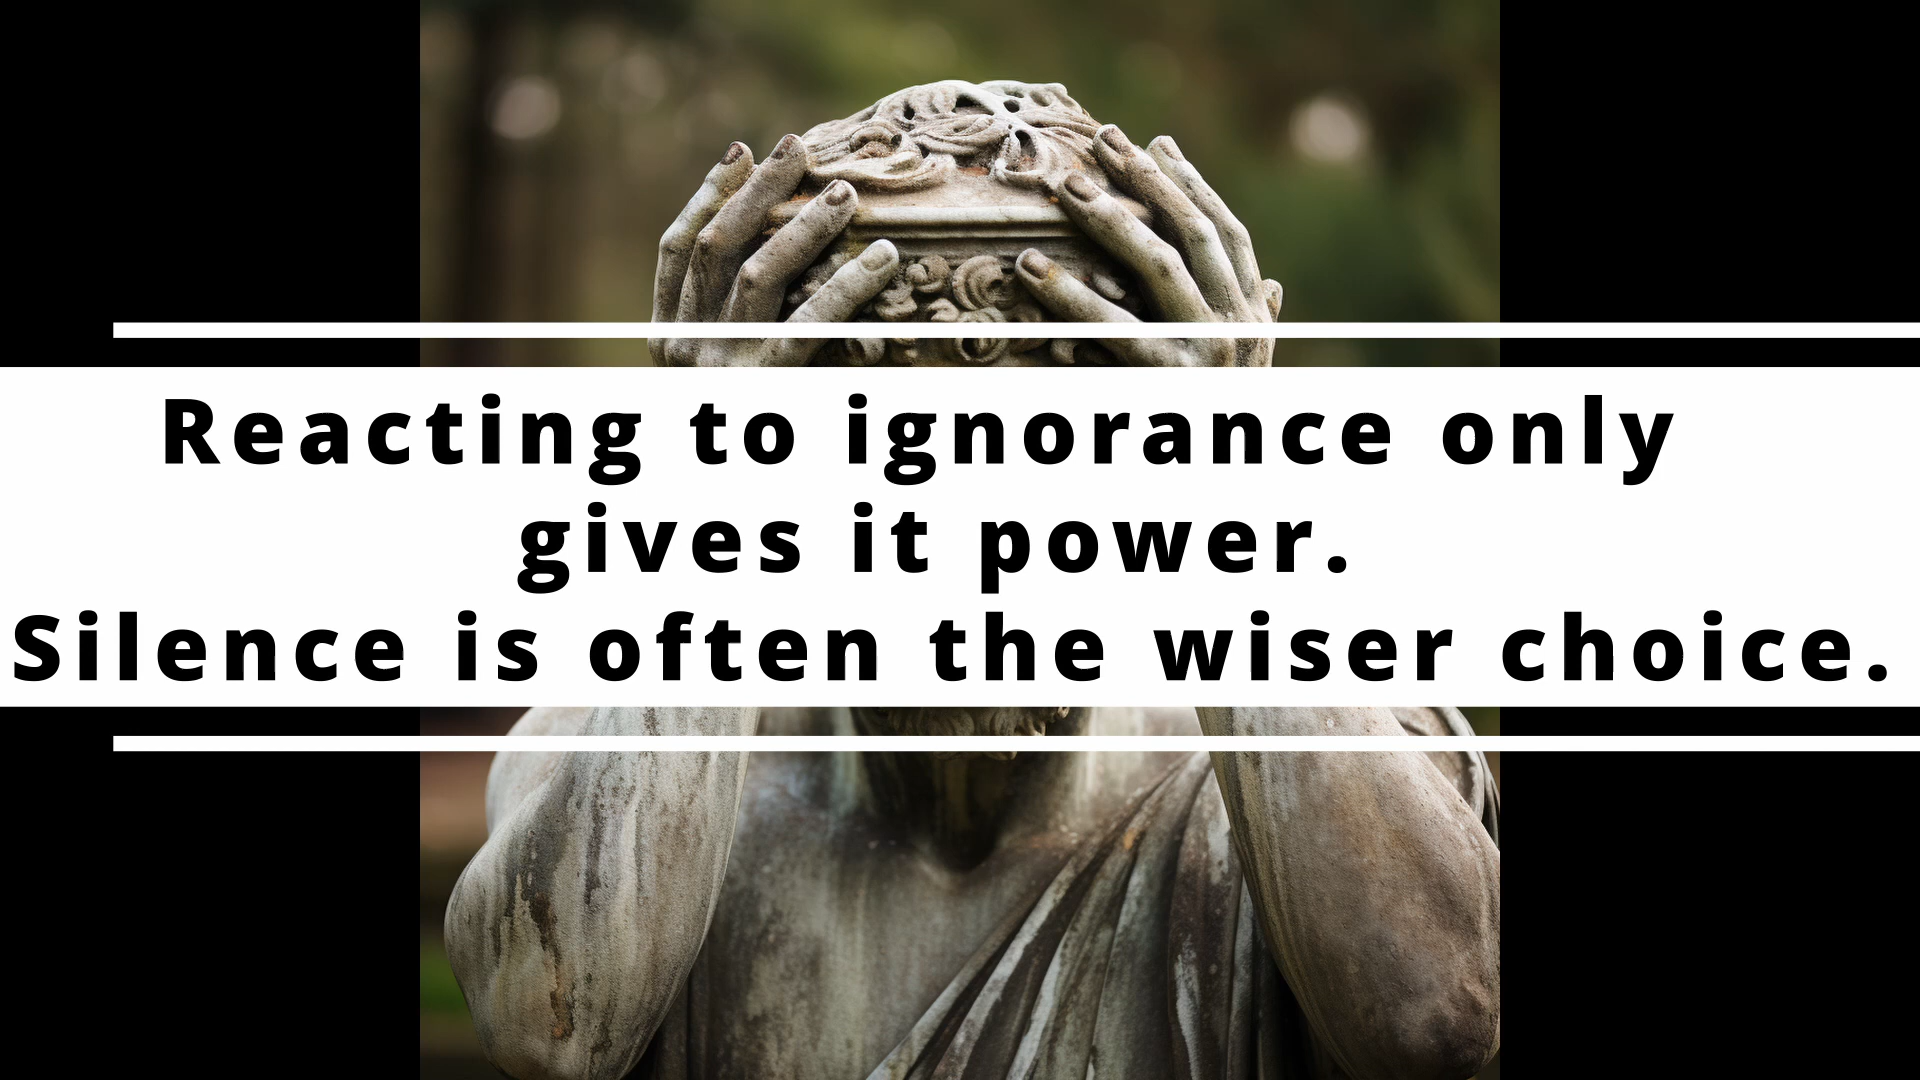 Reacting to ignorance only
gives it power.
Silence is often the wiser choice.